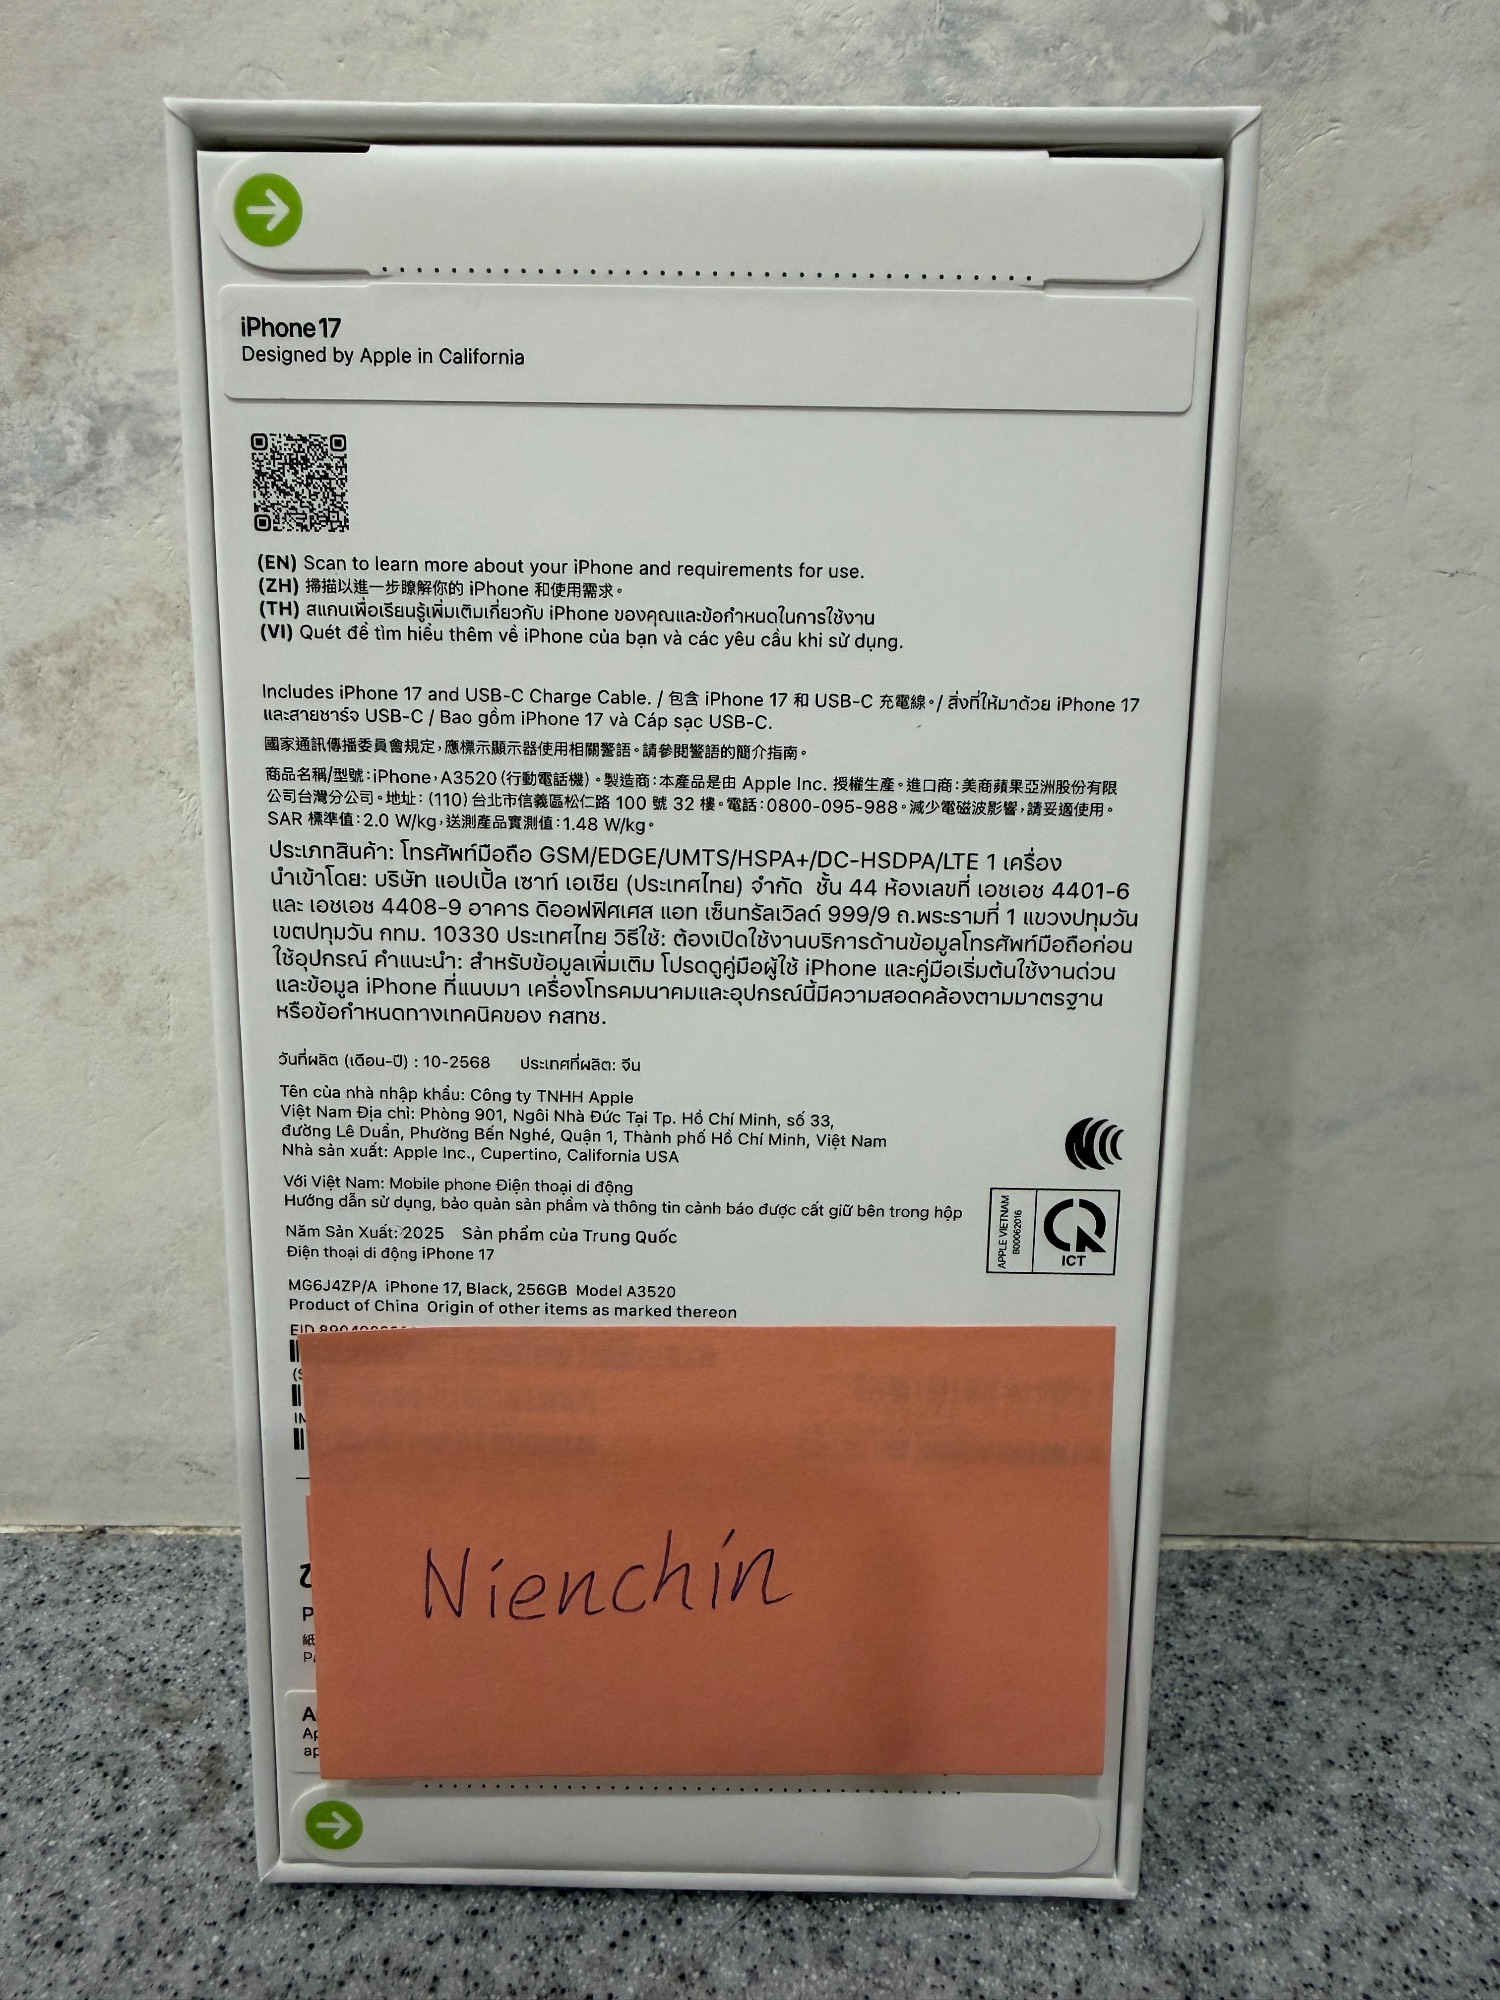 iPhone 17
Designed by Apple in California
(EN) Scan to learn more about your iPhone and requirements for use.
(ZH) 掃描以進一步瞭解你的 iPhone 和使用需求。
(TH) สแกนเพื่อเรียนรู้เพิ่มเติมเกี่ยวกับ iPhone ของคุณและข้อกำหนดในการใช้งาน
(VI) Quét để tìm hiểu thêm về iPhone của bạn và các yêu cầu khi sử dụng.
Includes iPhone 17 and USB-C Charge Cable. / 包含 iPhone 17 和 USB-C 充電線。/ สิ่งที่ให้มาด้วย iPhone 17
และสายชาร์จ USB-C / Bao gồm iPhone 17 và Cáp sạc USB-C.
國家通訊傳播委員會規定，應標示顯示器使用相關警語。請參閱警語的簡介指南。
商品名稱/型號：iPhone，A3520（行動電話機）。製造商：本產品是由 Apple Inc. 授權生產。進口商：美商蘋果亞洲股份有限
公司台灣分公司。地址：(110) 台北市信義區松仁路 100 號 32 樓。電話：0800-095-988。減少電磁波影響，請妥適使用。
SAR 標準值：2.0 W/kg，送測產品實測值：1.48 W/kg。
ประเภทสินค้า: โทรศัพท์มือถือ GSM/EDGE/UMTS/HSPA+/DC-HSDPA/LTE 1 เครื่อง
นำเข้าโดย: บริษัท แอปเปิ้ล เซาท์ เอเชีย (ประเทศไทย) จำกัด ชั้น 44 ห้องเลขที่ เอชเอช 4401-6
และ เอชเอช 4408-9 อาคาร ดิออฟฟิศเศส แอท เซ็นทรัลเวิลด์ 999/9 ถ.พระรามที่ 1 แขวงปทุมวัน
เขตปทุมวัน กทม. 10330 ประเทศไทย วิธีใช้: ต้องเปิดใช้งานบริการด้านข้อมูลโทรศัพท์มือถือก่อน
ใช้อุปกรณ์ คำแนะนำ: สำหรับข้อมูลเพิ่มเติม โปรดดูคู่มือผู้ใช้ iPhone และคู่มือเริ่มต้นใช้งานด่วน
และข้อมูล iPhone ที่แนบมา เครื่องโทรคมนาคมและอุปกรณ์นี้มีความสอดคล้องตามมาตรฐาน
หรือข้อกำหนดทางเทคนิคของ กสทช.
วันที่ผลิต (เดือน-ปี) : 10-2568 ประเทศที่ผลิต: จีน
Tên của nhà nhập khẩu: Công ty TNHH Apple
Việt Nam Địa chỉ: Phòng 901, Ngôi Nhà Đức Tại Tp. Hồ Chí Minh, số 33,
đường Lê Duẩn, Phường Bến Nghé, Quận 1, Thành phố Hồ Chí Minh, Việt Nam
Nhà sản xuất: Apple Inc., Cupertino, California USA
Với Việt Nam: Mobile phone Điện thoại di động
Hướng dẫn sử dụng, bảo quản sản phẩm và thông tin cảnh báo được cất giữ bên trong hộp
APPLE VIETNAM
B00062016
ICT
Năm Sản Xuất: 2025 Sản phẩm của Trung Quốc
Điện thoại di động iPhone 17
MG6J4ZP/A iPhone 17, Black, 256GB Model A3520
Product of China Origin of other items as marked thereon
EID
Nienchin